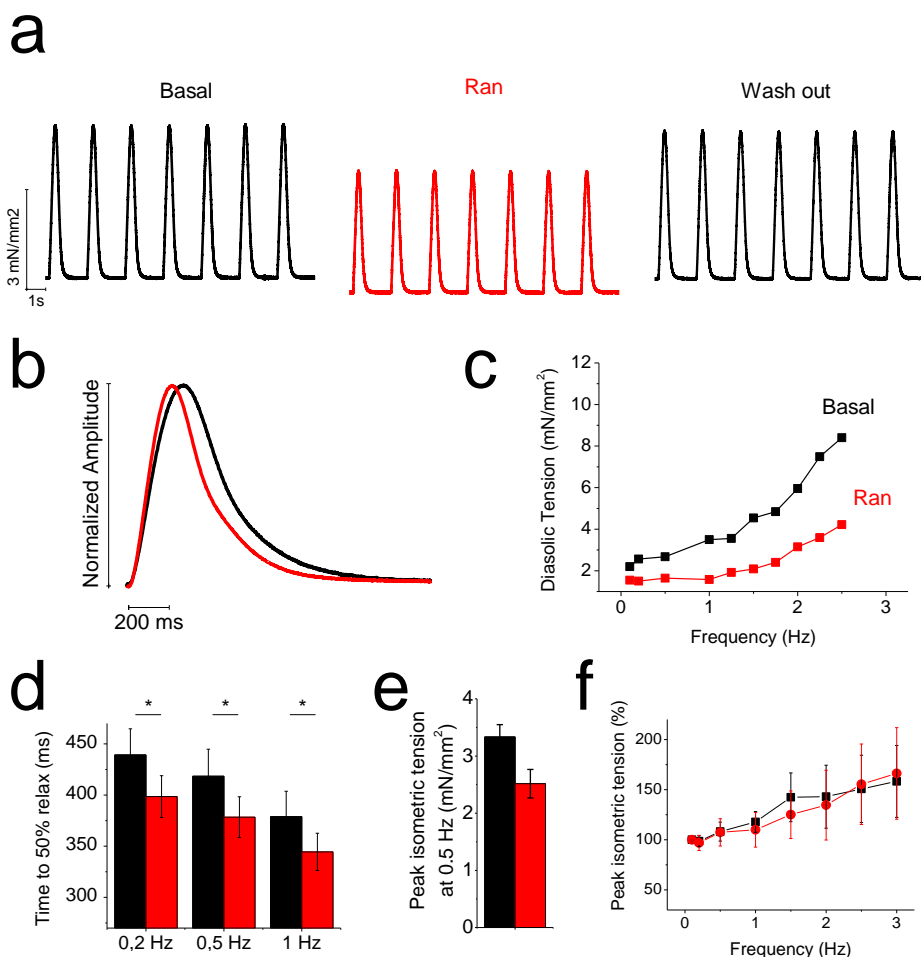 a
Basal
Ran
Wash out
3 mN/mm2
1s
b
Normalized Amplitude
200 ms
c
Diasolic Tension (mN/mm²)
12
10
8
6
4
2
Basal
Ran
0
1
2
3
Frequency (Hz)
d
Time to 50% relax (ms)
450
400
350
300
*
*
*
0,2 Hz
0,5 Hz
1 Hz
e
Peak isometric tension
at 0.5 Hz (mN/mm²)
4
3
2
1
0
f
Peak isometric tension (%)
200
150
100
50
0
1
2
3
Frequency (Hz)